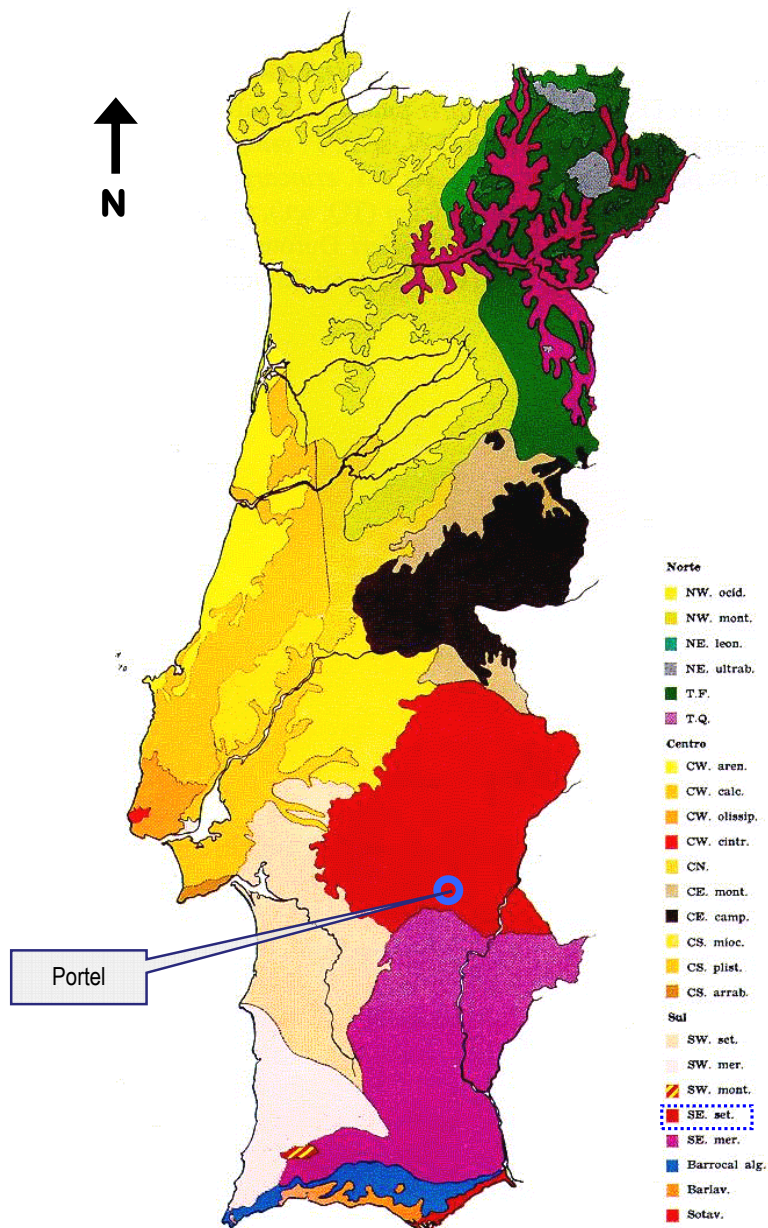 N
Portel
Norte
NW. ocid.
NW. mont.
NE. leon.
NE. ultrab.
T.F.
T.Q.
Centro
CW. aren.
CW. calc.
CW. olissip.
CW. cintr.
CN.
CE. mont.
CE. camp.
CS. mioc.
CS. plist.
CS. arrab.
Sul
SW. set.
SW. mer.
SW. mont.
SE. set.
SE. mer.
Barrocal alg.
Barlav.
Sotav.